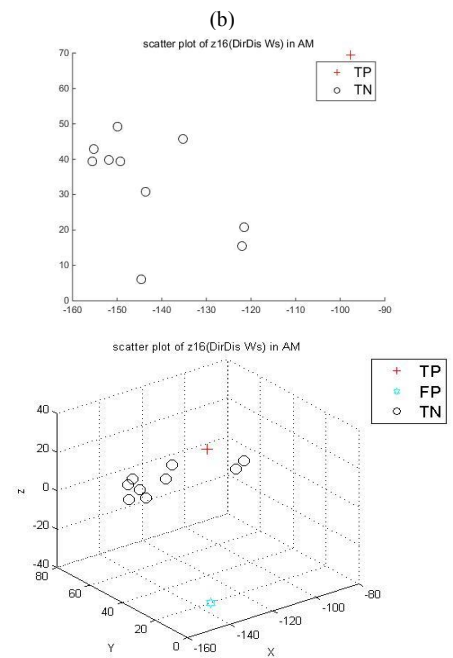 (b)
scatter plot of z16(DirDis Ws) in AM
TP
TN
70
60
50
40
30
20
10
0
-160 -150 -140 -130 -120 -110 -100 -90
scatter plot of z16(DirDis Ws) in AM
TP
FP
TN
40
20
0
-20
-40
z
80
60
40
20
0
Y
-160
-140
-120
-100
-80
X